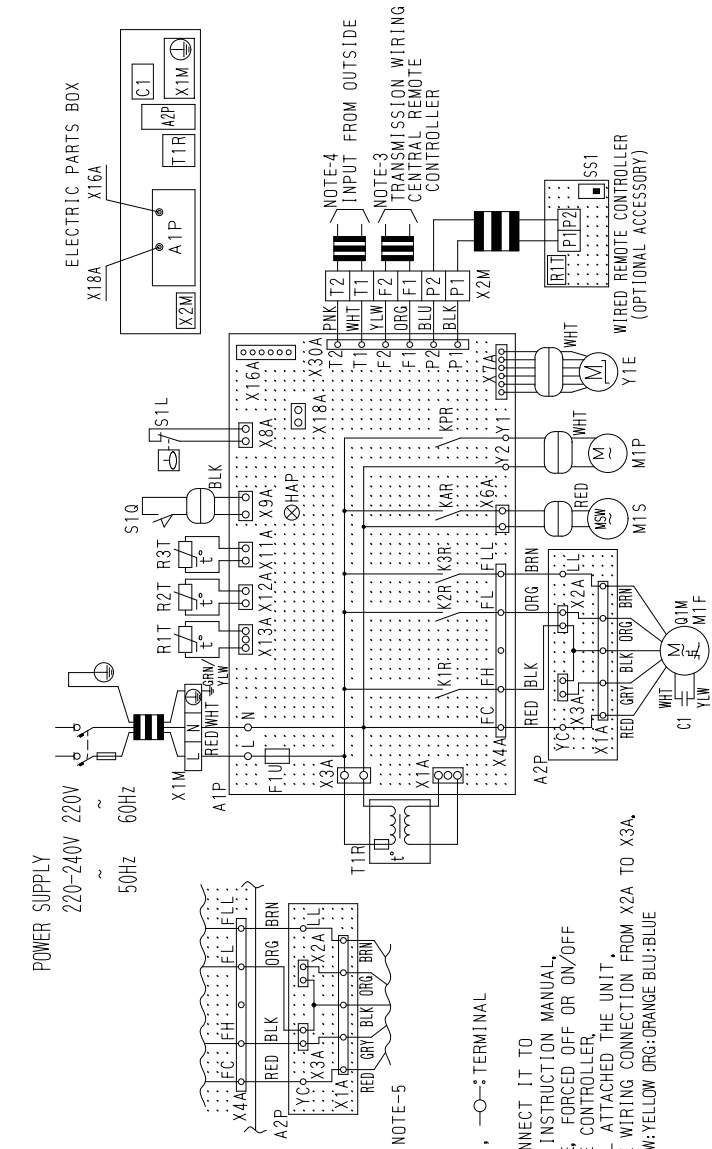 ELECTRIC PARTS BOX
X18A
X16A
X2M
A1P
T1R
A2P
C1
X1M
POWER SUPPLY
220-240V 220V
~ ~
50Hz 60Hz
X1M
L N
RED WHT GRN/YLW
A1P
L N
F1U
R1T
t°
R2T
t°
R3T
t°
S1Q
BLK
S1L
X13A
X12A
X11A
X9A
X8A
HAP
X18A
X16A
X30A
T2 T1 F2 F1 P2 P1
PNK
WHT
YLW
ORG
BLU
BLK
T2 T1 F2 F1 P2 P1
X2M
NOTE-4
INPUT FROM OUTSIDE
NOTE-3
TRANSMISSION WIRING
CENTRAL REMOTE
CONTROLLER
R1T
P1 P2
SS1
WIRED REMOTE CONTROLLER
(OPTIONAL ACCESSORY)
X3A
X1A
T1R
t°
K1R
K2R
K3R
KAR
KPR
X4A
FC FH FL FLL
X6A
Y2 Y1
X7A
RED BLK ORG BRN
RED
WHT
WHT
MSW
~
M1S
M
~
M1P
M
Y1E
A2P
YC X3A X2A LL
X1A
RED GRY BLK ORG BRN
WHT
C1
YLW
M
~
Q1M
M1F
X4A
FC FH FL FLL
RED BLK ORG BRN
A2P
YC X3A X2A LL
X1A
RED GRY BLK ORG BRN
NOTE-5
, :TERMINAL
NNECT IT TO
INSTRUCTION MANUAL.
FORCED OFF OR ON/OFF
CONTROLLER.
ATTACHED THE UNIT.
WIRING CONNECTION FROM X2A TO X3A.
W:YELLOW ORG:ORANGE BLU:BLUE